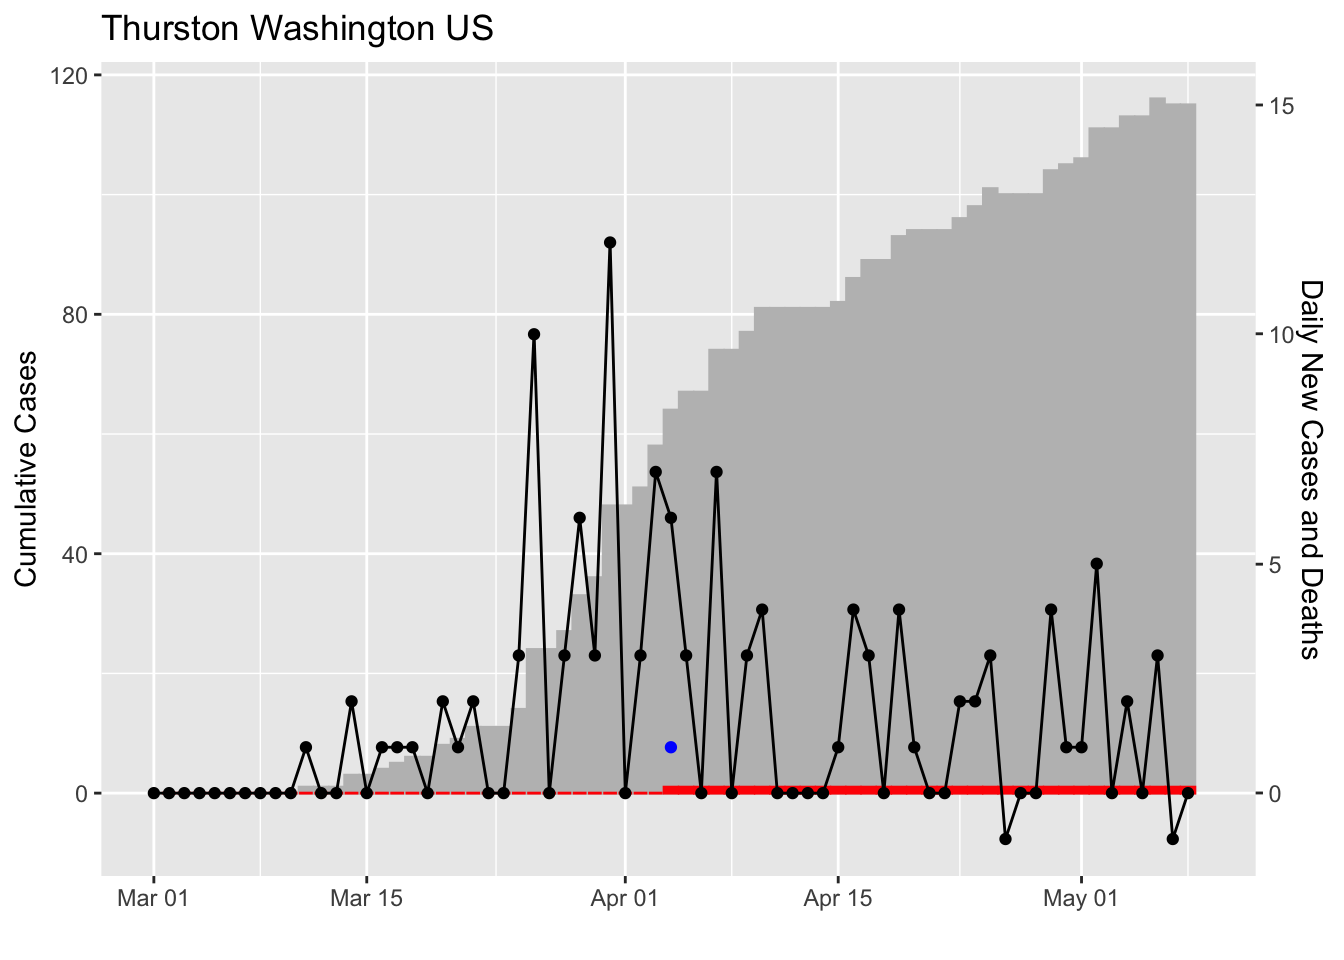 Thurston Washington US
120
80
40
0
Cumulative Cases
15
10
5
0
Daily New Cases and Deaths
Mar 01
Mar 15
Apr 01
Apr 15
May 01